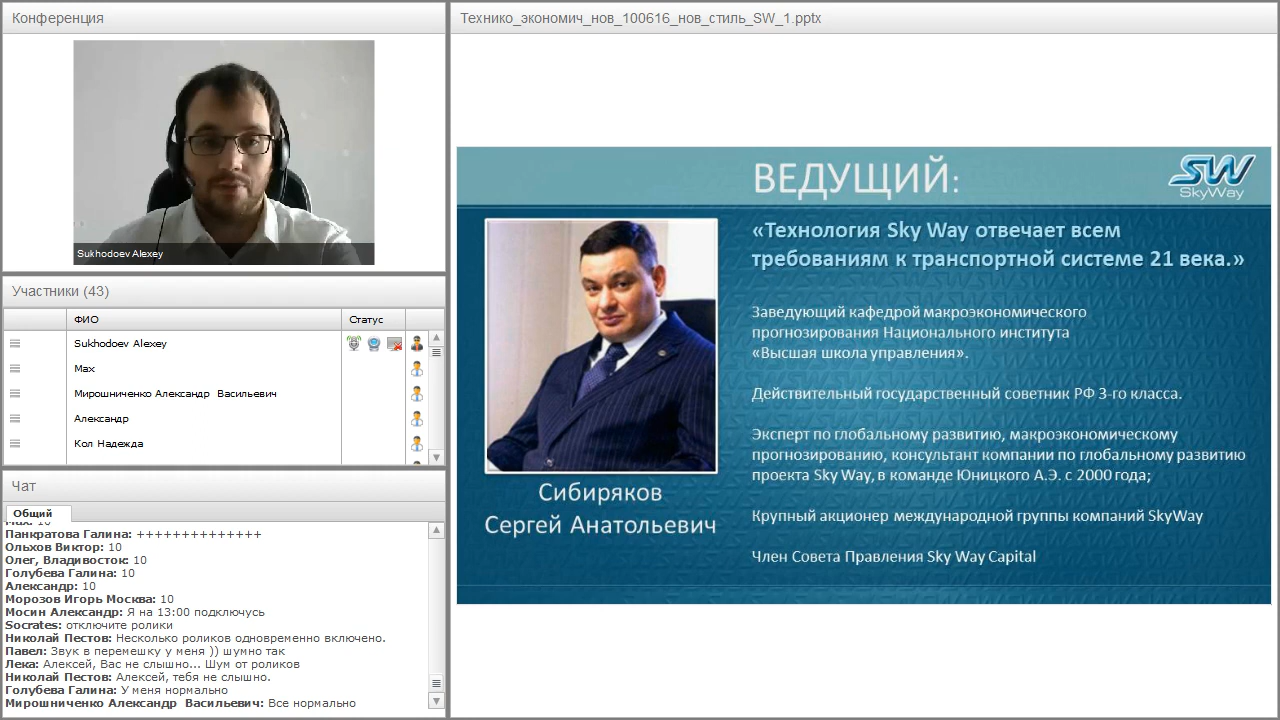 Конференция
Sukhodoev Alexey
Участники (43)
ФИО
Статус
Sukhodoev Alexey
Max
Мирошниченко Александр Васильевич
Александр
Кол Надежда
Чат
Общий
Max: 10
Панкратова Галина: ++++++++++++++
Ольхов Виктор: 10
Олег, Владивосток: 10
Голубева Галина: 10
Александр: 10
Морозов Игорь Москва: 10
Мосин Александр: Я на 13:00 подключусь
Socrates: отключите ролики
Николай Пестов: Несколько роликов одновременно включено.
Павел: Звук в перемешку у меня )) шумно так
Лека: Алексей, Вас не слышно... Шум от роликов
Николай Пестов: Алексей, тебя не слышно.
Голубева Галина: У меня нормально
Мирошниченко Александр Васильевич: Все нормально
Технико_экономич_нов_100616_нов_стиль_SW_1.pptx
ВЕДУЩИЙ:
SW
SkyWay
«Технология Sky Way отвечает всем
требованиям к транспортной системе 21 века.»
Заведующий кафедрой макроэкономического
прогнозирования Национального института
«Высшая школа управления».
Действительный государственный советник РФ 3-го класса.
Эксперт по глобальному развитию, макроэкономическому
прогнозированию, консультант компании по глобальному развитию
проекта Sky Way, в команде Юницкого А.Э. с 2000 года;
Крупный акционер международной группы компаний SkyWay
Член Совета Правления Sky Way Capital
Сибиряков
Сергей Анатольевич